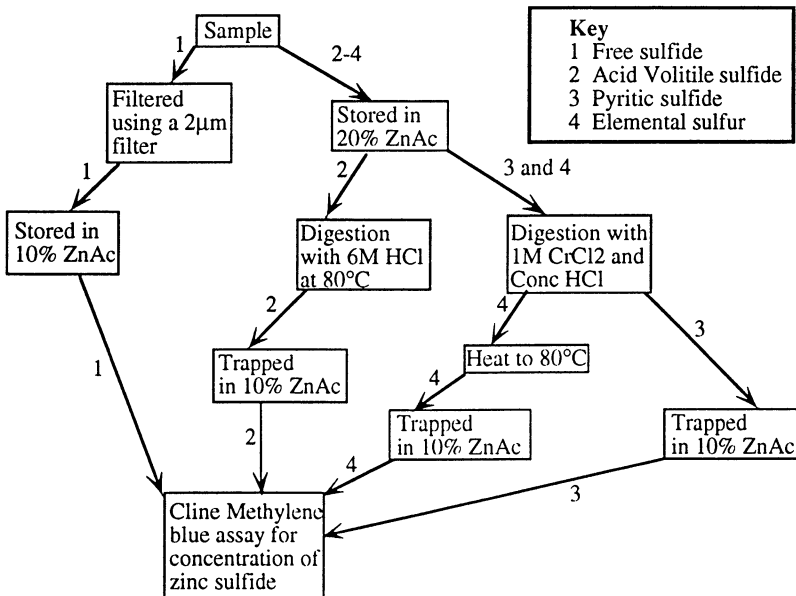 Key
1 Free sulfide
2 Acid Volitile sulfide
3 Pyritic sulfide
4 Elemental sulfur
Sample
1
2-4
Filtered
using a 2μm
filter
Stored in
20% ZnAc
1
2
3 and 4
Stored in
10% ZnAc
Digestion
with 6M HCl
at 80°C
Digestion with
1M CrCl2 and
Conc HCl
2
4
3
1
Trapped
in 10% ZnAc
Heat to 80°C
4
Trapped
in 10% ZnAc
Trapped
in 10% ZnAc
2
4
3
Cline Methylene
blue assay for
concentration of
zinc sulfide